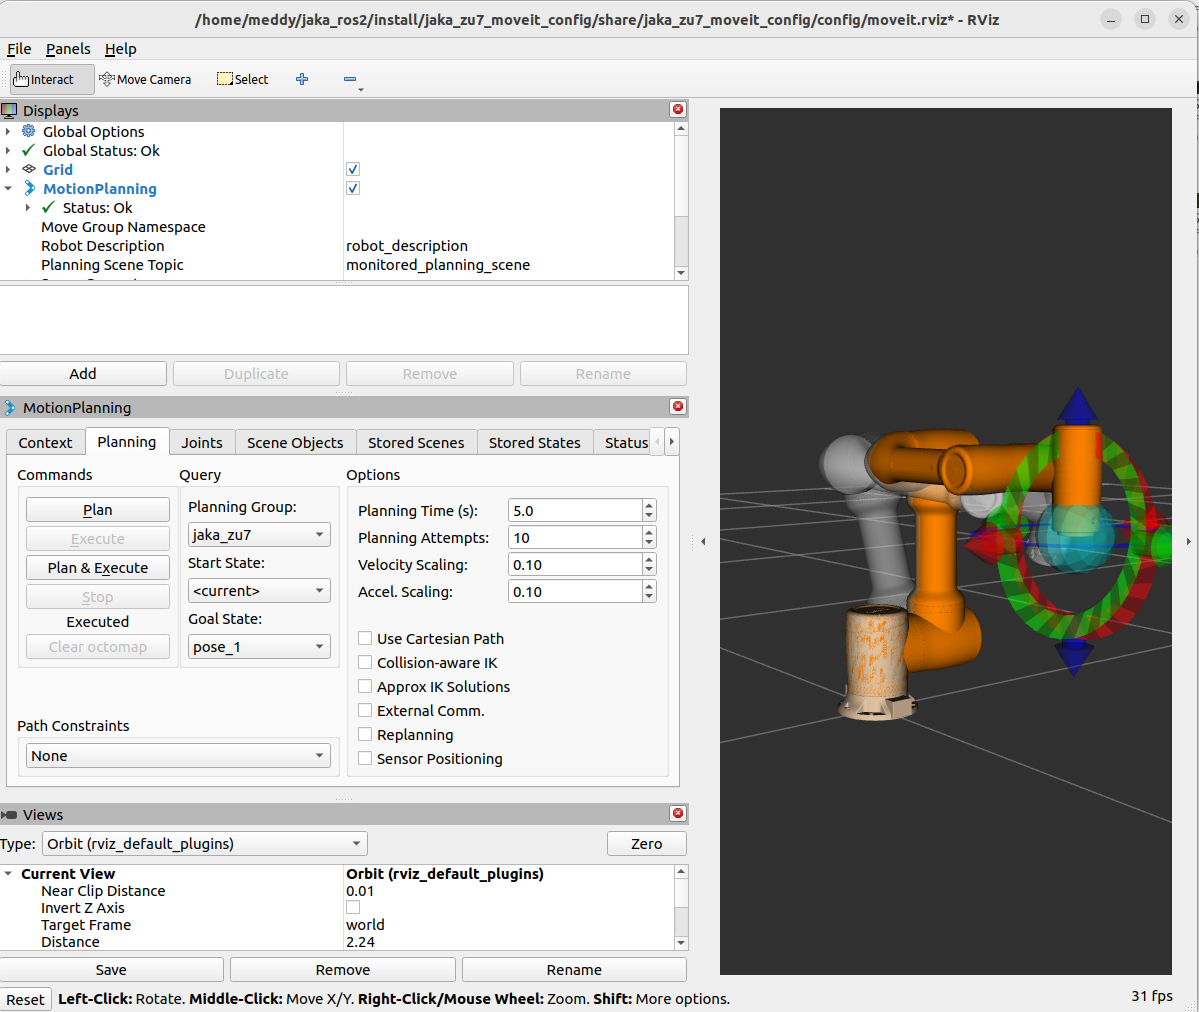 /home/meddy/jaka_ros2/install/jaka_zu7_moveit_config/share/jaka_zu7_moveit_config/config/moveit.rviz* - RViz
File Panels Help
Interact Move Camera Select
Displays
Global Options
Global Status: Ok
Grid
MotionPlanning
Status: Ok
Move Group Namespace
Robot Description robot_description
Planning Scene Topic monitored_planning_scene
Add Duplicate Remove Rename
MotionPlanning
Context Planning Joints Scene Objects Stored Scenes Stored States Status
Commands Query Options
Plan
Execute
Plan & Execute
Stop
Executed
Clear octomap
Planning Group:
jaka_zu7
Start State:
<current>
Goal State:
pose_1
Planning Time (s): 5.0
Planning Attempts: 10
Velocity Scaling: 0.10
Accel. Scaling: 0.10
Use Cartesian Path
Collision-aware IK
Approx IK Solutions
External Comm.
Replanning
Sensor Positioning
Path Constraints
None
Views
Type: Orbit (rviz_default_plugins) Zero
Current View Orbit (rviz_default_plugins)
Near Clip Distance 0.01
Invert Z Axis
Target Frame world
Distance 2.24
Save Remove Rename
Reset Left-Click: Rotate. Middle-Click: Move X/Y. Right-Click/Mouse Wheel: Zoom. Shift: More options. 31 fps